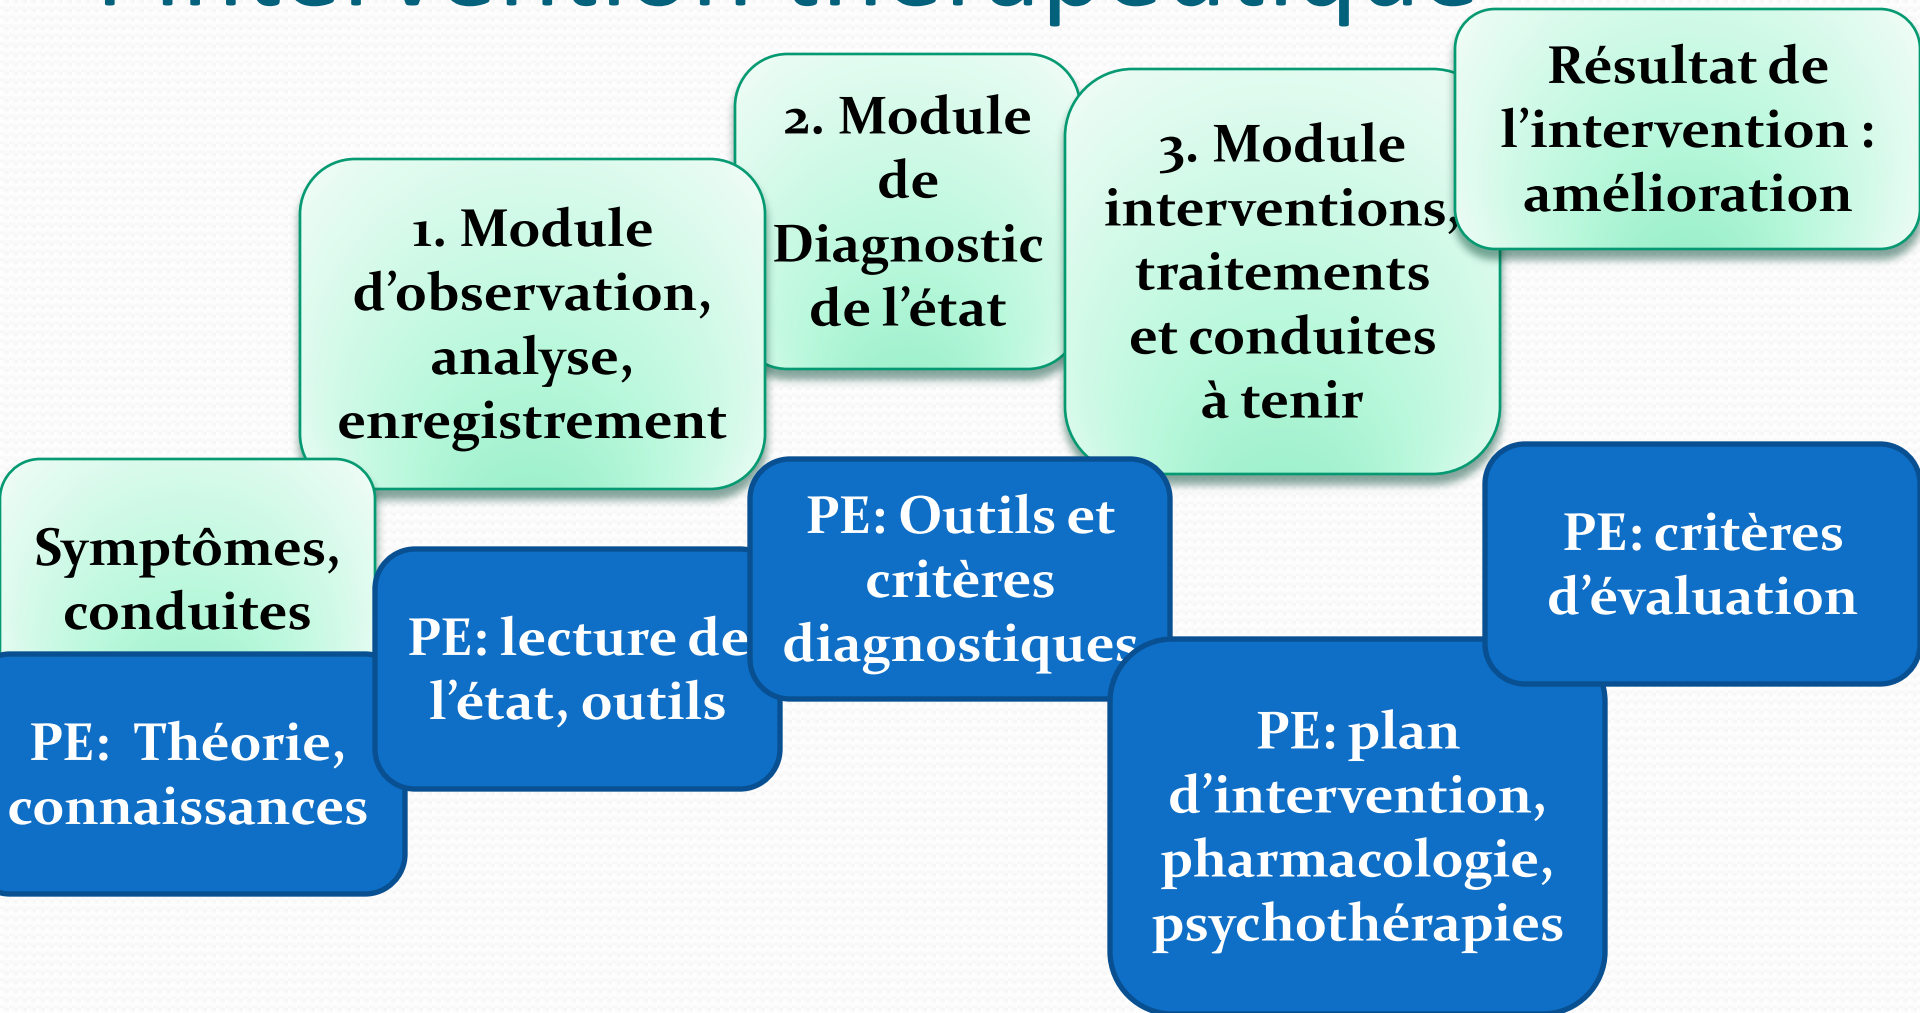 l'intervention thérapeutique
Résultat de
l’intervention :
amélioration
2. Module
de
Diagnostic
de l’état
3. Module
interventions,
traitements
et conduites
à tenir
1. Module
d’observation,
analyse,
enregistrement
Symptômes,
conduites
PE: Théorie,
connaissances
PE: lecture de
l’état, outils
PE: Outils et
critères
diagnostiques
PE: plan
d’intervention,
pharmacologie,
psychothérapies
PE: critères
d’évaluation